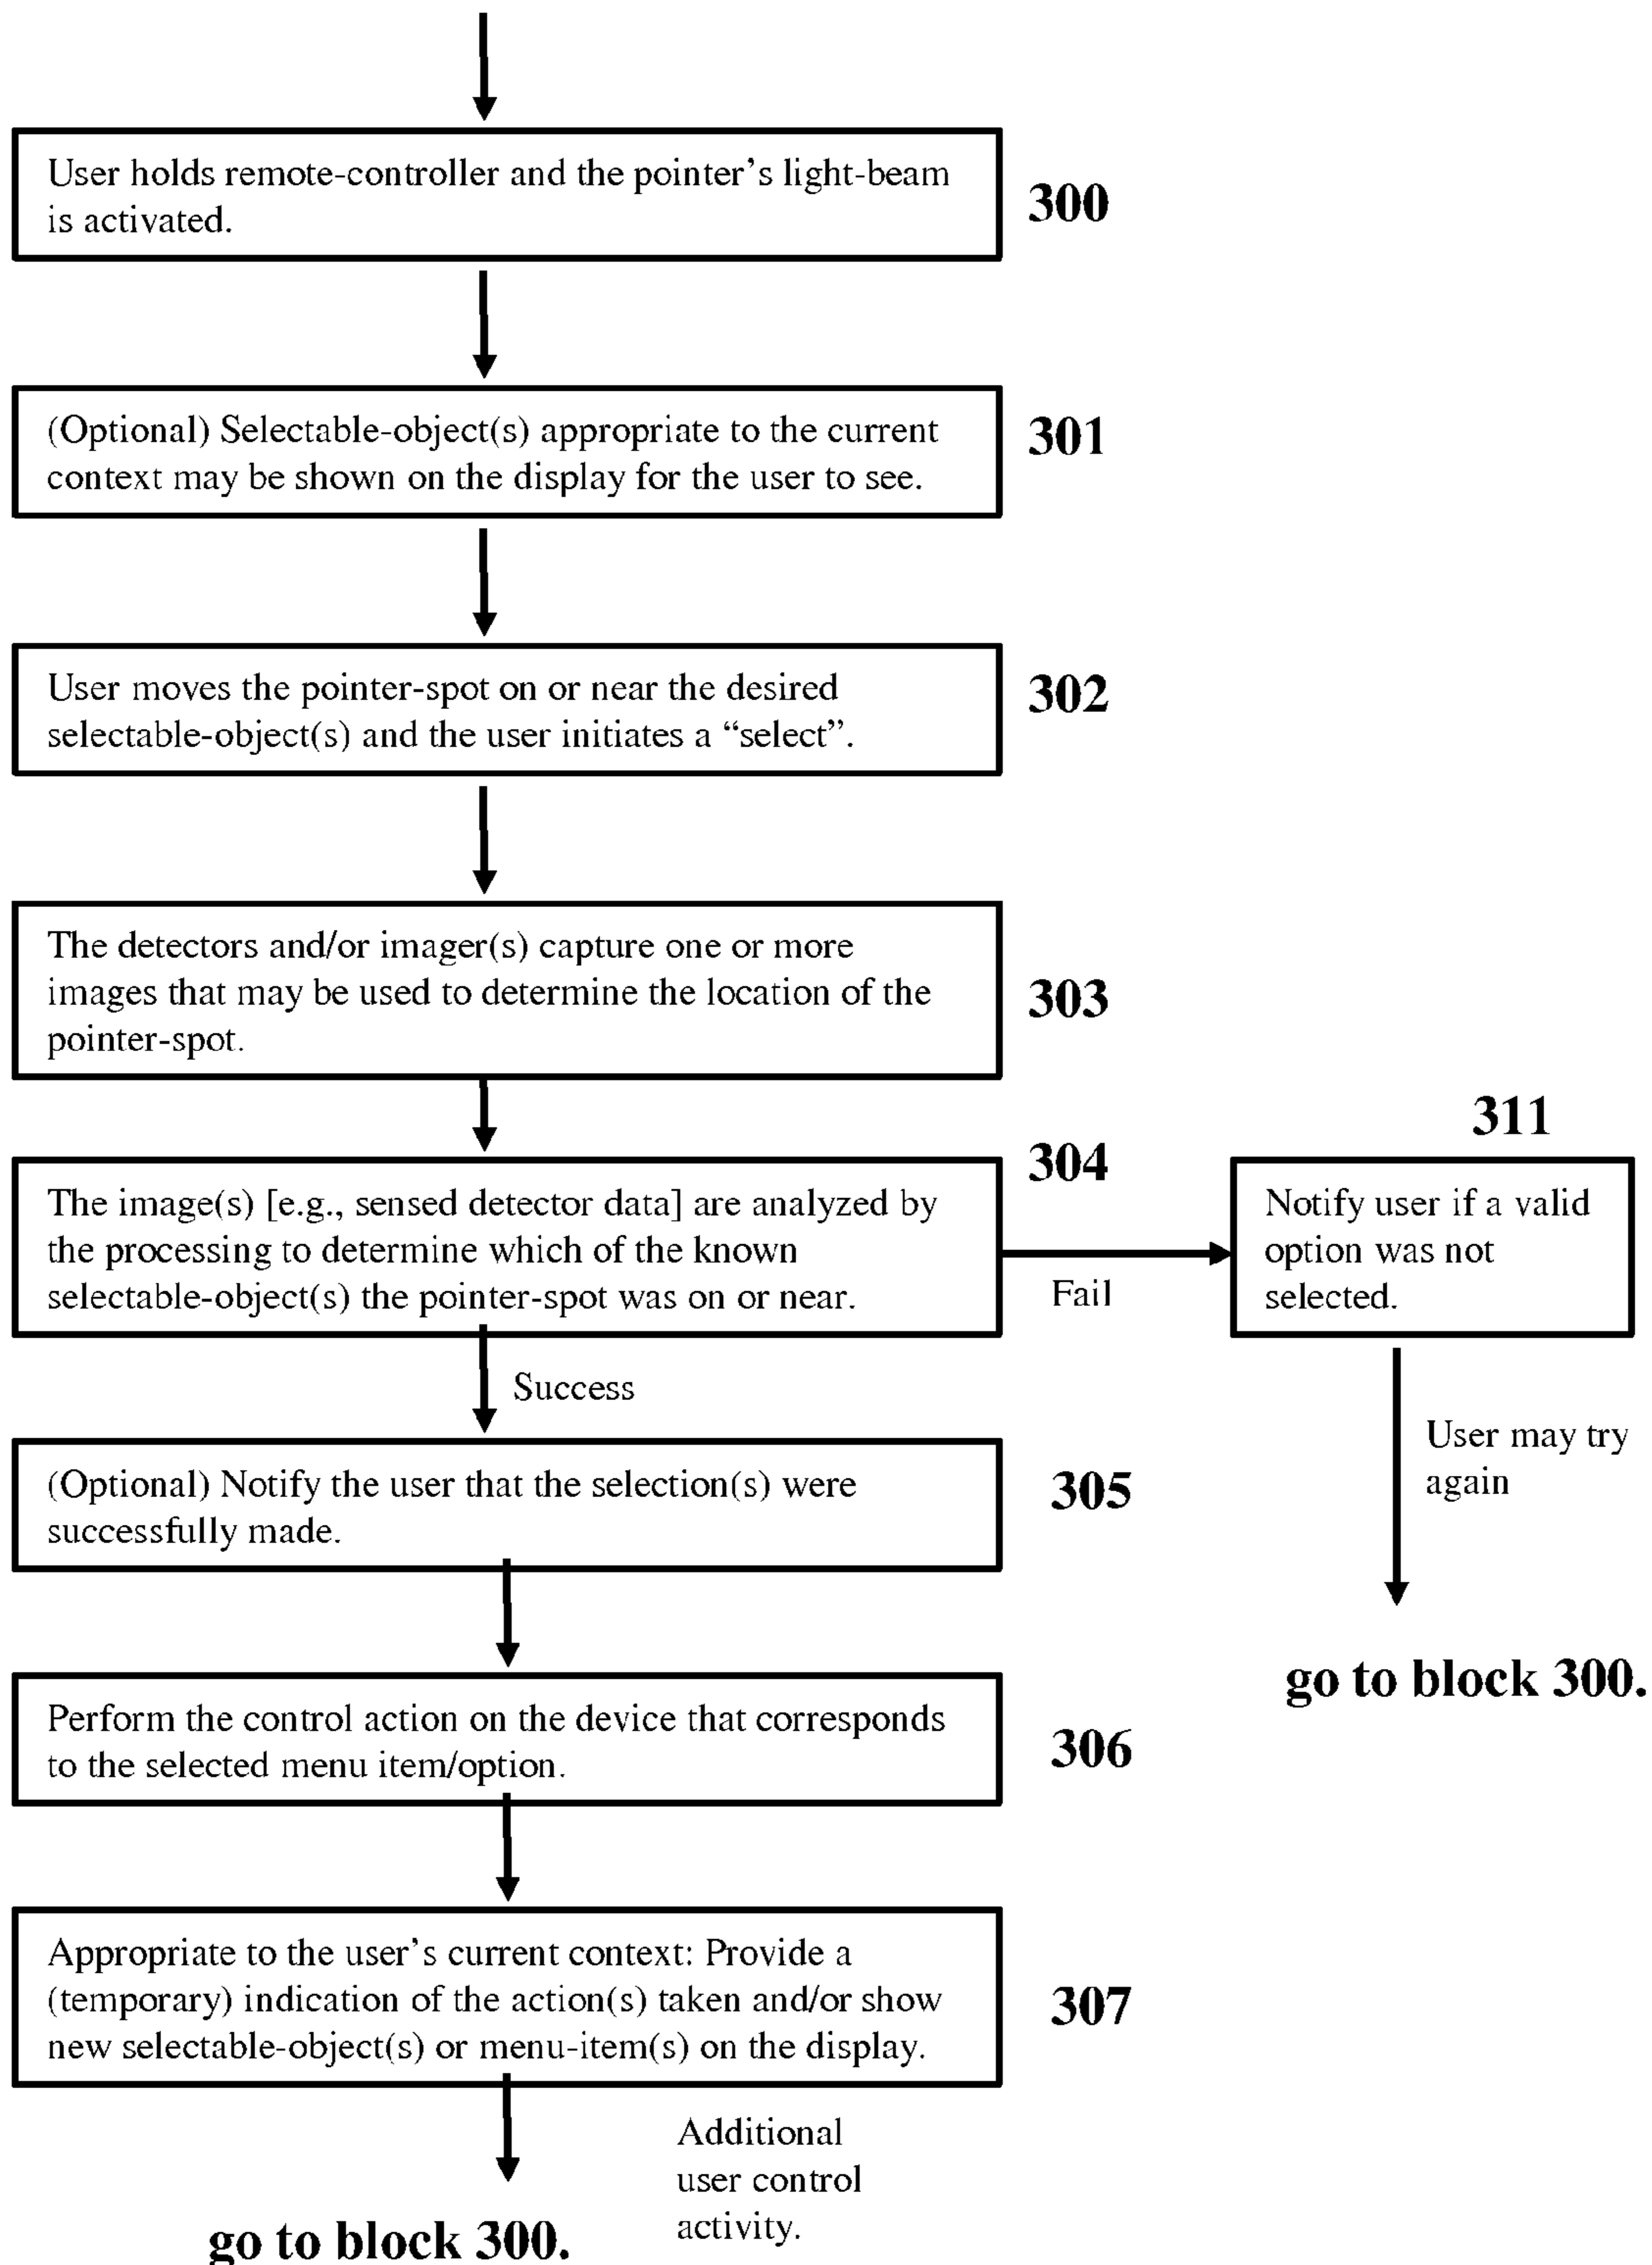 User holds remote-controller and the pointer's light-beam
is activated.
300
(Optional) Selectable-object(s) appropriate to the current
context may be shown on the display for the user to see.
301
User moves the pointer-spot on or near the desired
selectable-object(s) and the user initiates a “select”.
302
The detectors and/or imager(s) capture one or more
images that may be used to determine the location of the
pointer-spot.
303
The image(s) [e.g., sensed detector data] are analyzed by
the processing to determine which of the known
selectable-object(s) the pointer-spot was on or near.
304
Fail
311
Notify user if a valid
option was not
selected.
User may try
again
go to block 300.
Success
(Optional) Notify the user that the selection(s) were
successfully made.
305
Perform the control action on the device that corresponds
to the selected menu item/option.
306
Appropriate to the user's current context: Provide a
(temporary) indication of the action(s) taken and/or show
new selectable-object(s) or menu-item(s) on the display.
307
Additional
user control
activity.
go to block 300.